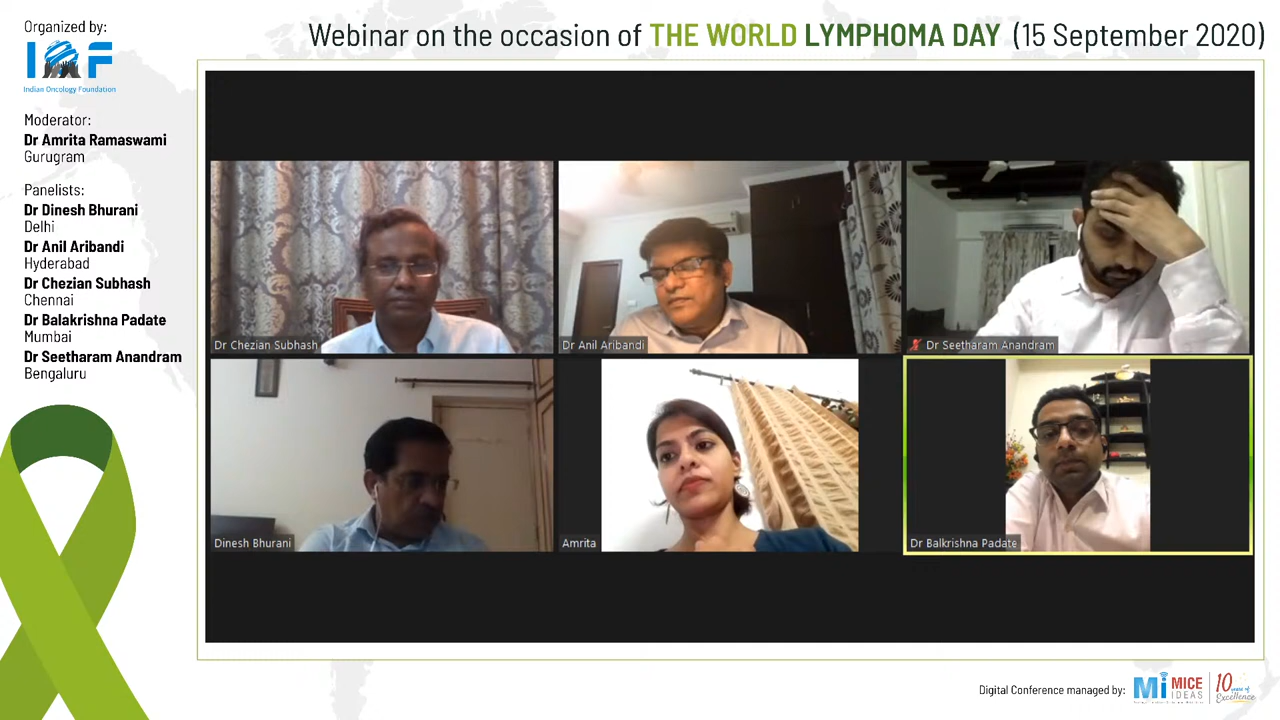 Organized by:
IOF
Indian Oncology Foundation
Webinar on the occasion of THE WORLD LYMPHOMA DAY (15 September 2020)
Moderator:
Dr Amrita Ramaswami
Gurugram
Panelists:
Dr Dinesh Bhurani
Delhi
Dr Anil Aribandi
Hyderabad
Dr Chezian Subhash
Chennai
Dr Balakrishna Padate
Mumbai
Dr Seetharam Anandram
Bengaluru
Dr Chezian Subhash
Dr Anil Aribandi
Dr Seetharam Anandram
Dinesh Bhurani
Amrita
Dr Balkrishna Padate
Digital Conference managed by:
Mi MICE
IDEAS
10 years of
Excellence